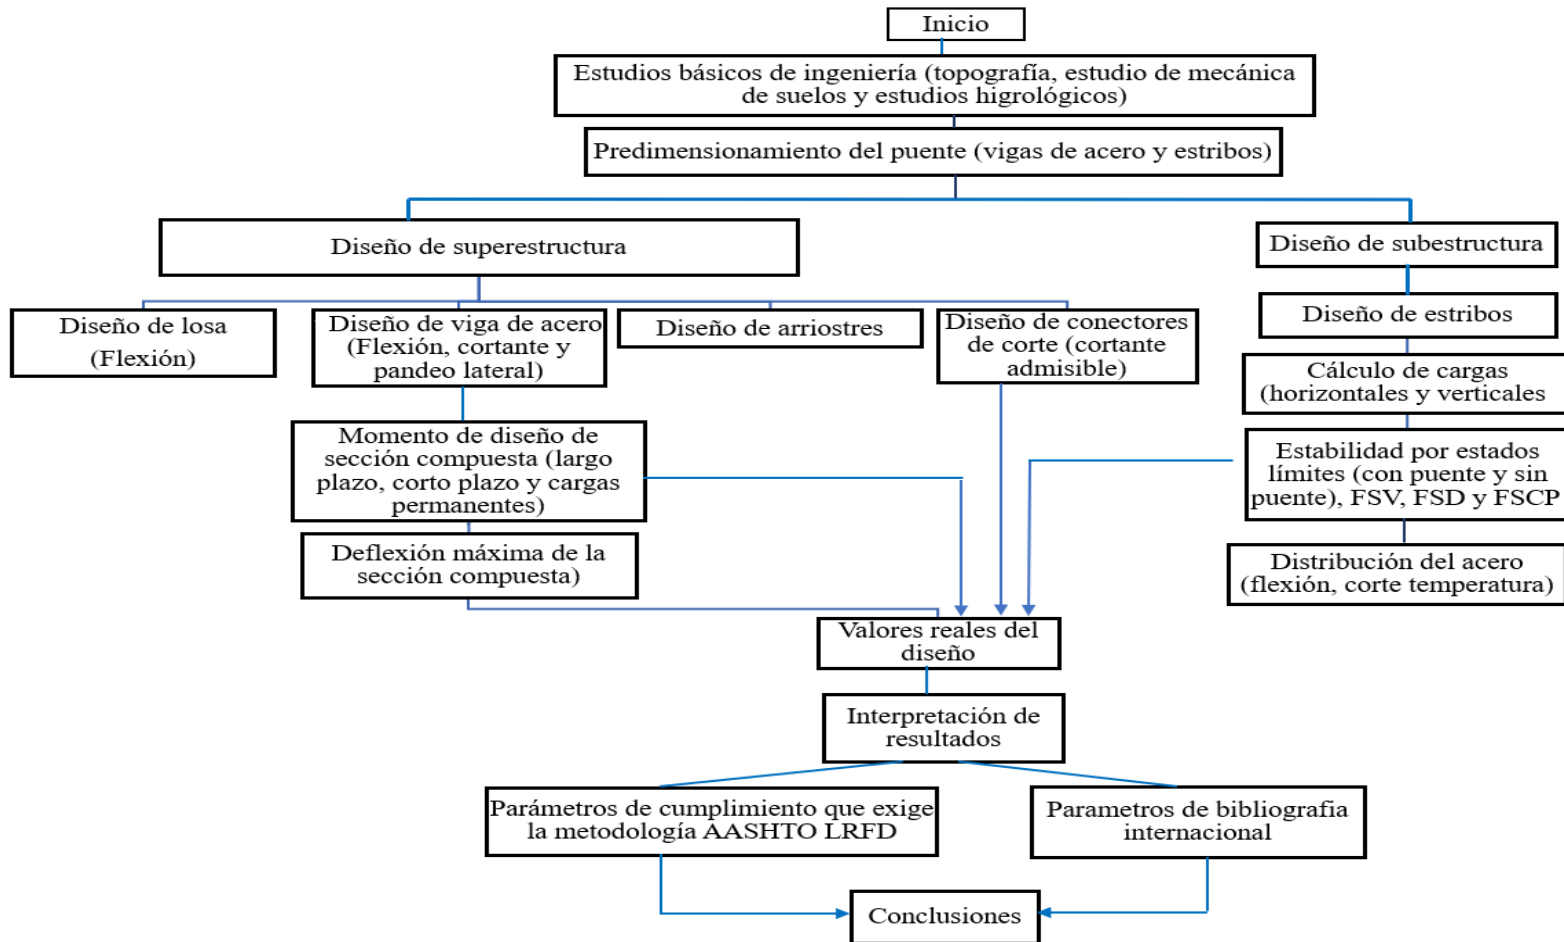 Inicio
Estudios básicos de ingeniería (topografía, estudio de mecánica
de suelos y estudios higrológicos)
Predimensionamiento del puente (vigas de acero y estribos)
Diseño de superestructura
Diseño de subestructura
Diseño de losa
(Flexión)
Diseño de viga de acero
(Flexión, cortante y
pandeo lateral)
Diseño de arriostres
Diseño de conectores
de corte (cortante
admisible)
Diseño de estribos
Cálculo de cargas
(horizontales y verticales
Momento de diseño de
sección compuesta (largo
plazo, corto plazo y cargas
permanentes)
Estabilidad por estados
límites (con puente y sin
puente), FSV, FSD y FSCP
Deflexión máxima de la
sección compuesta)
Distribución del acero
(flexión, corte temperatura)
Valores reales del
diseño
Interpretación de
resultados
Parámetros de cumplimiento que exige
la metodología AASHTO LRFD
Parametros de bibliografia
internacional
Conclusiones